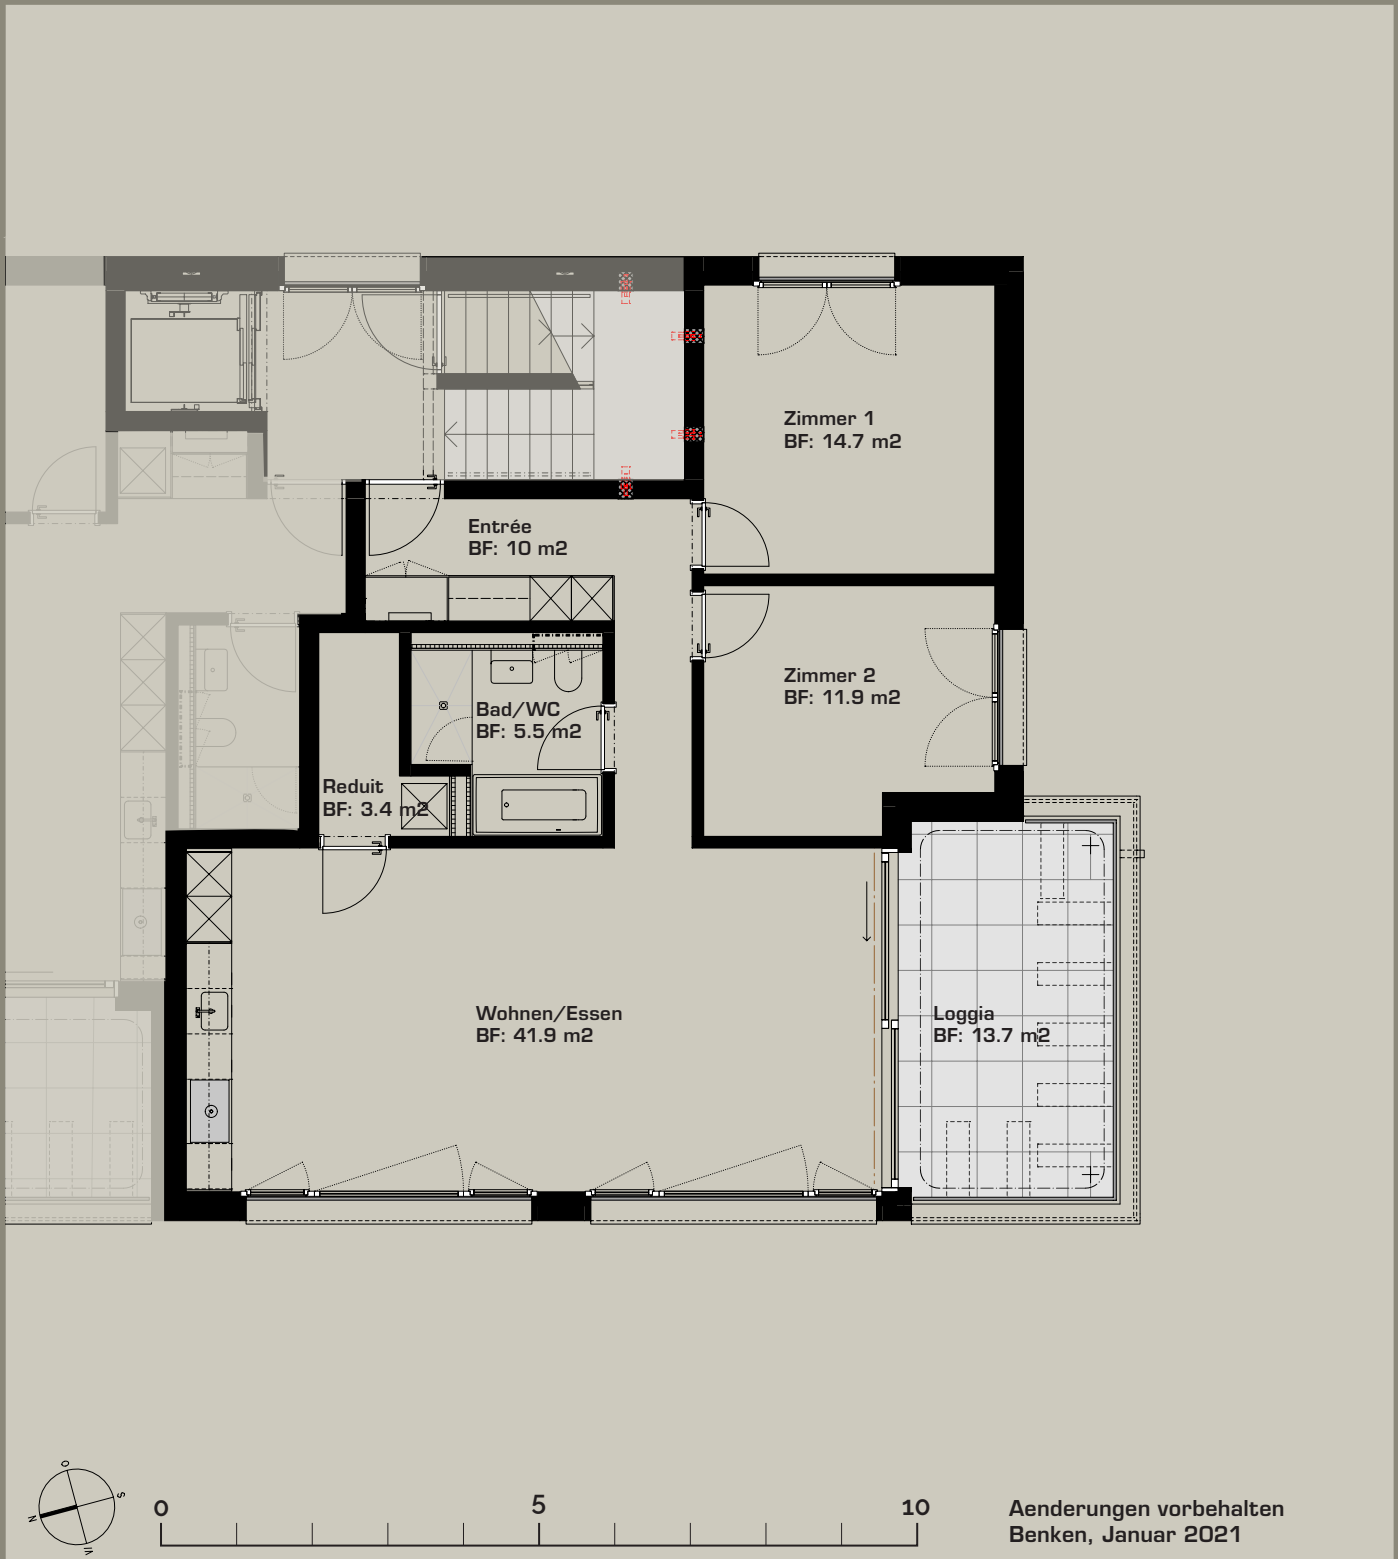 Zimmer 1
BF: 14.7 m2
Entrée
BF: 10 m2
Zimmer 2
BF: 11.9 m2
Bad/WC
BF: 5.5 m2
Reduit
BF: 3.4 m2
Wohnen/Essen
BF: 41.9 m2
Loggia
BF: 13.7 m2
O
S
N
W
0
5
10
Aenderungen vorbehalten
Benken, Januar 2021